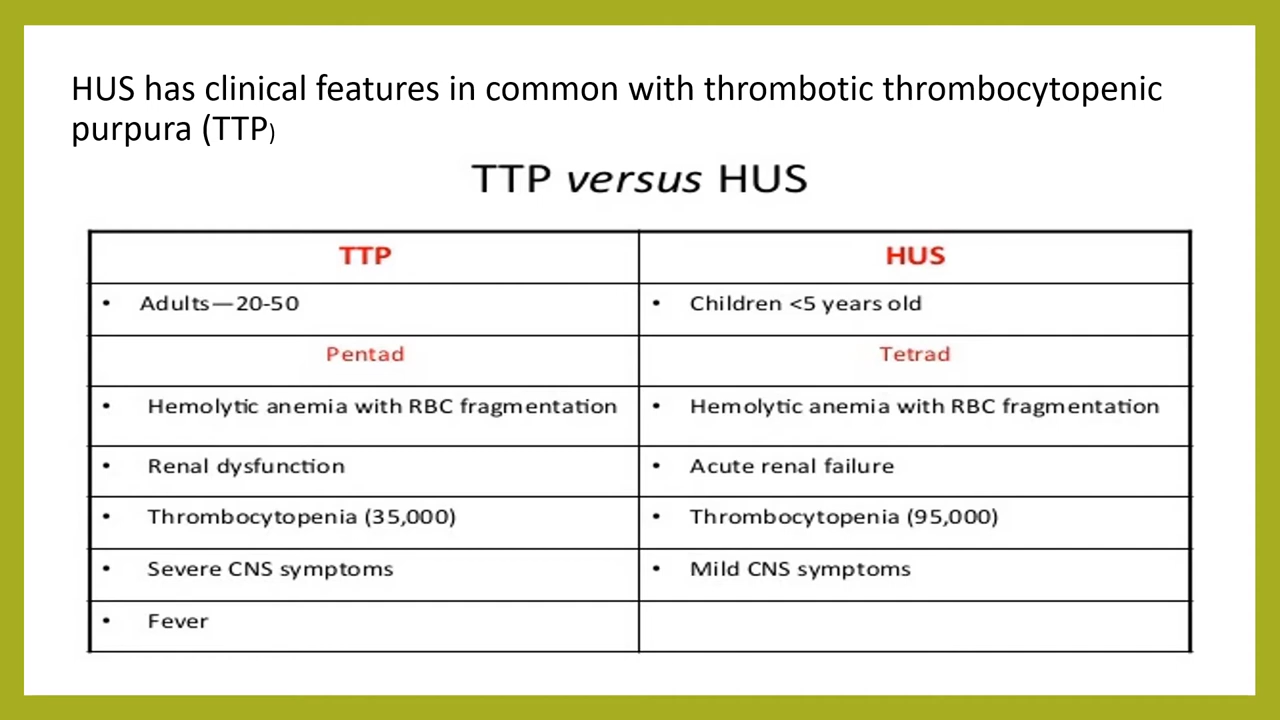 HUS has clinical features in common with thrombotic thrombocytopenic
purpura (TTP)
TTP versus HUS
TTP
HUS
• Adults—20-50
• Children <5 years old
Pentad
Tetrad
• Hemolytic anemia with RBC fragmentation
• Hemolytic anemia with RBC fragmentation
• Renal dysfunction
• Acute renal failure
• Thrombocytopenia (35,000)
• Thrombocytopenia (95,000)
• Severe CNS symptoms
• Mild CNS symptoms
• Fever